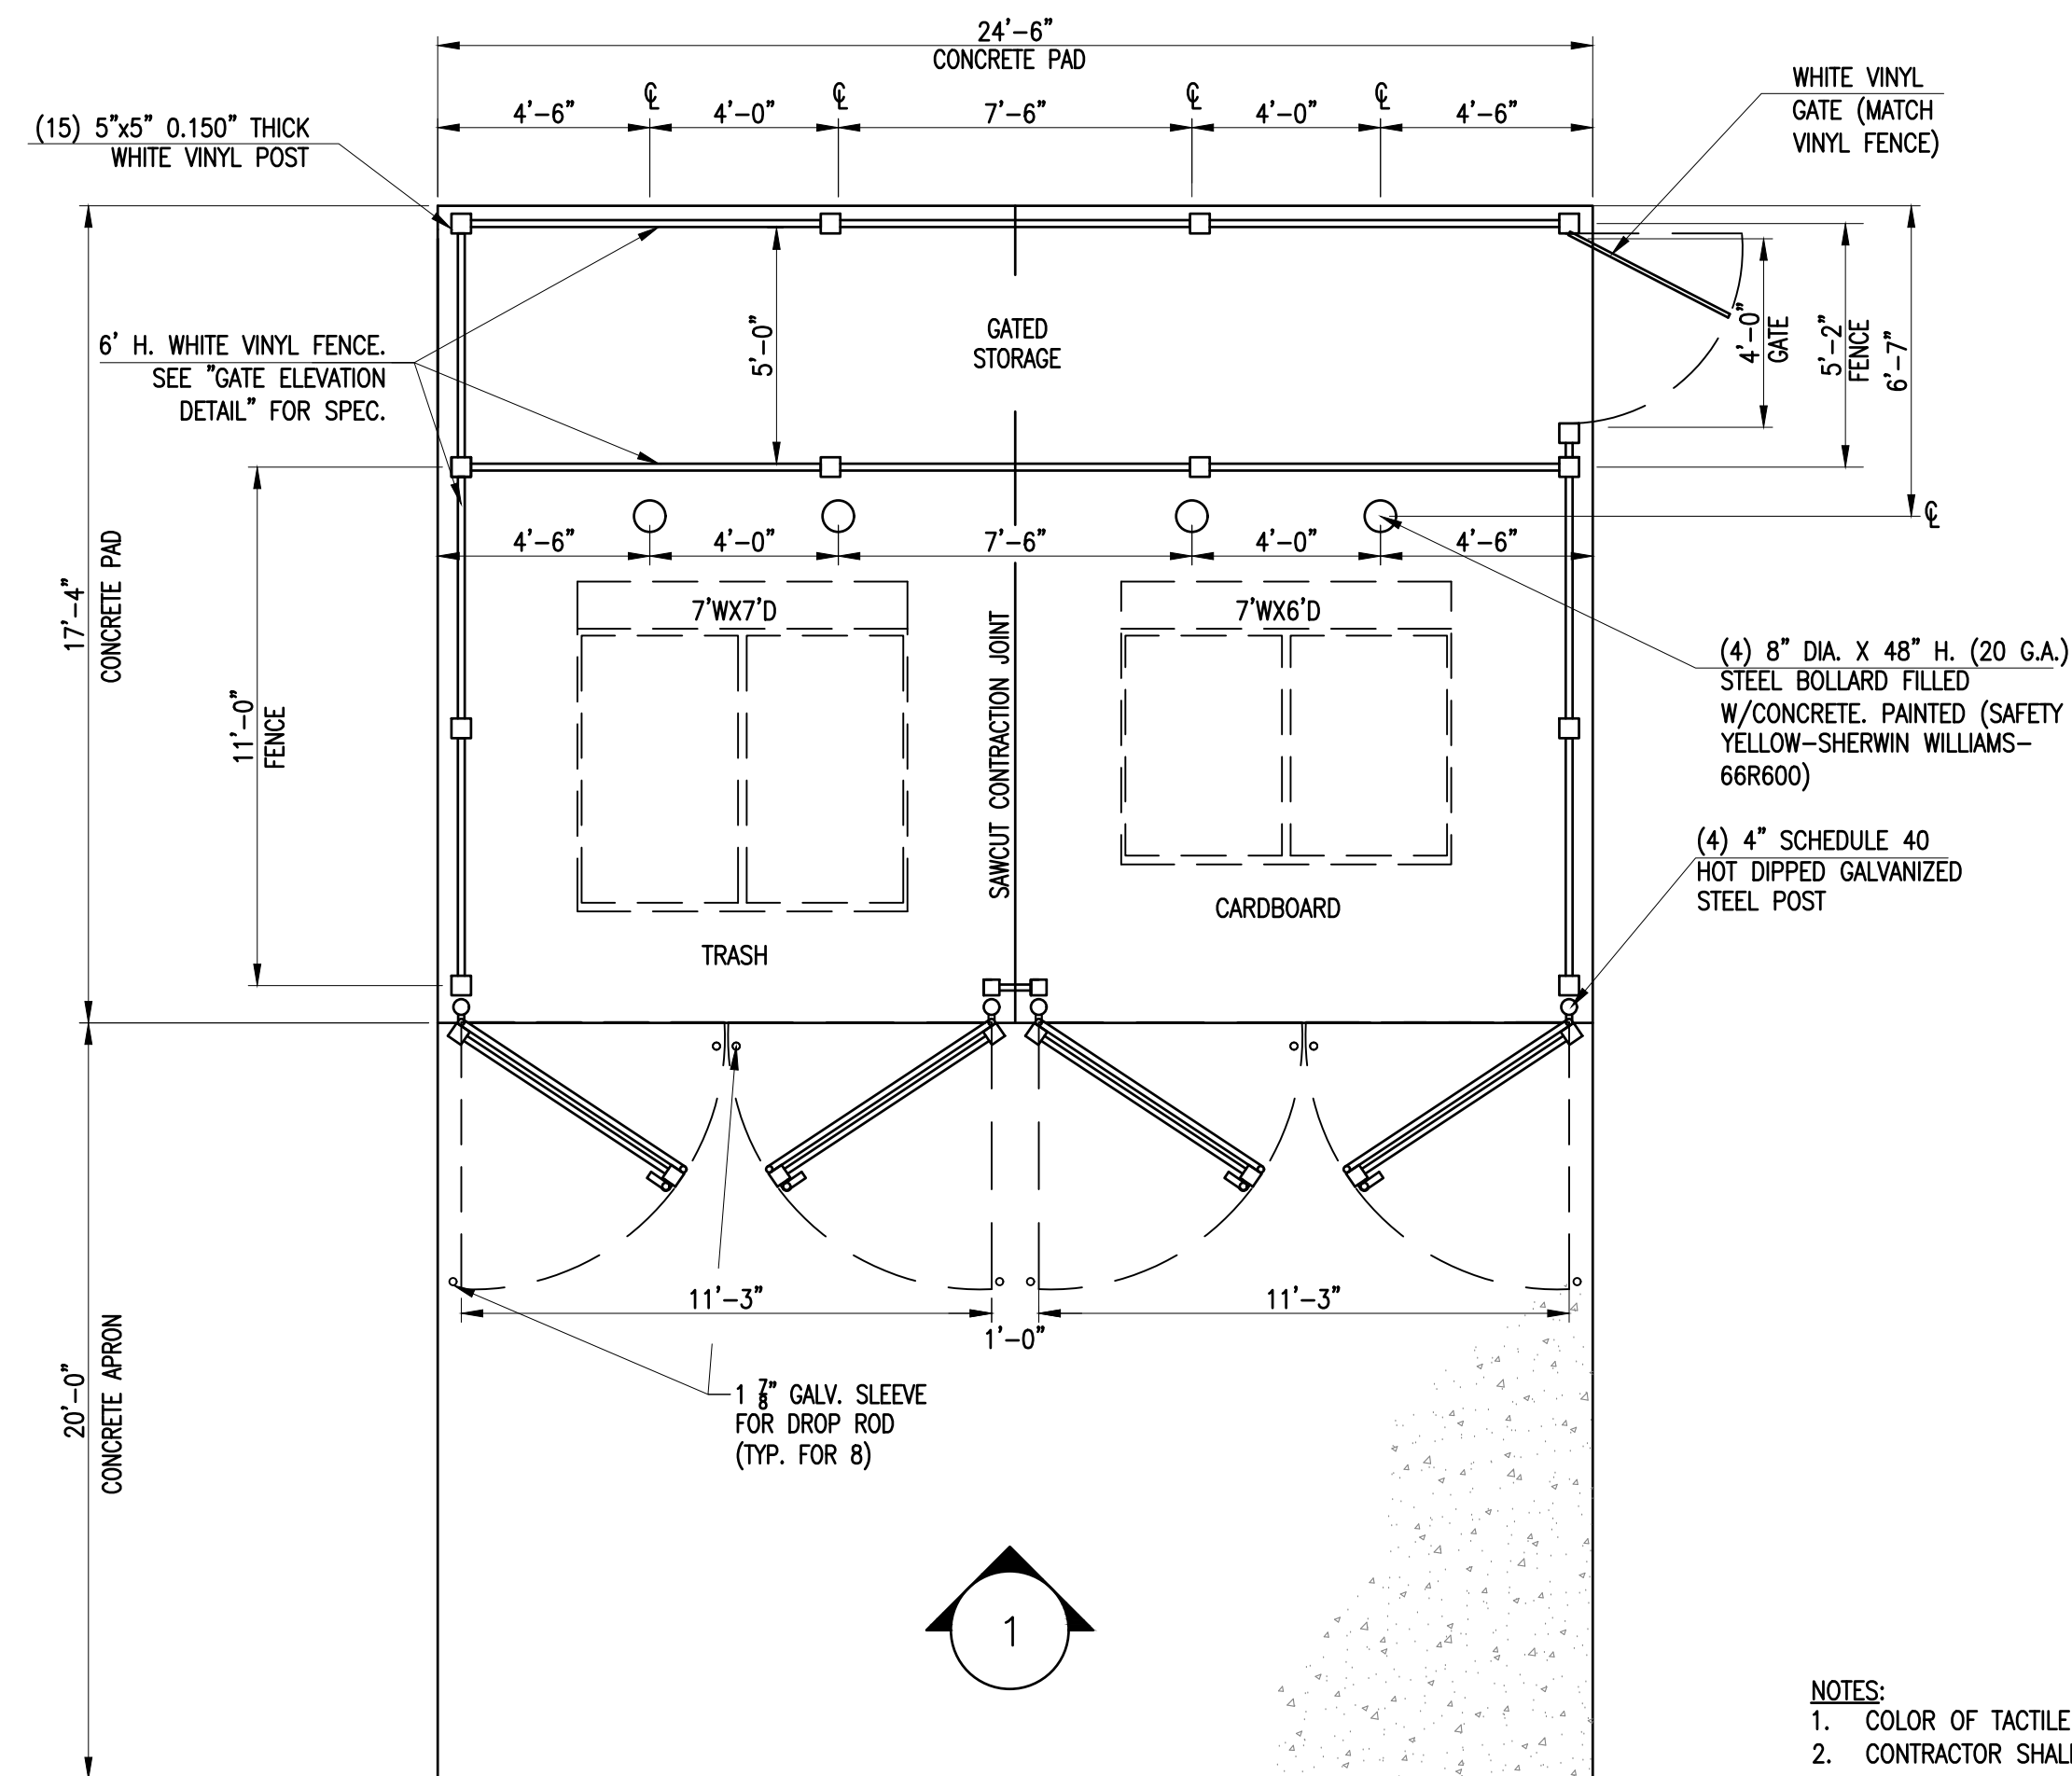 24'-6"
CONCRETE PAD
℄ ℄ ℄ ℄
4'-6" 4'-0" 7'-6" 4'-0" 4'-6"
WHITE VINYL
GATE (MATCH
VINYL FENCE)
(15) 5"x5" 0.150" THICK
WHITE VINYL POST
6' H. WHITE VINYL FENCE.
SEE "GATE ELEVATION
DETAIL" FOR SPEC.
5'-0"
GATED
STORAGE
4'-0"
GATE
5'-2"
FENCE
6'-7"
℄
4'-6" 4'-0" 7'-6" 4'-0" 4'-6"
17'-4"
CONCRETE PAD
11'-0"
FENCE
7'WX7'D
7'WX6'D
SAWCUT CONTRACTION JOINT
TRASH
CARDBOARD
(4) 8" DIA. X 48" H. (20 G.A.)
STEEL BOLLARD FILLED
W/CONCRETE. PAINTED (SAFETY
YELLOW-SHERWIN WILLIAMS-
66R600)
(4) 4" SCHEDULE 40
HOT DIPPED GALVANIZED
STEEL POST
11'-3"
1'-0"
11'-3"
20'-0"
CONCRETE APRON
1 7/8" GALV. SLEEVE
FOR DROP ROD
(TYP. FOR 8)
1
NOTES:
1. COLOR OF TACTILE
2. CONTRACTOR SHAL